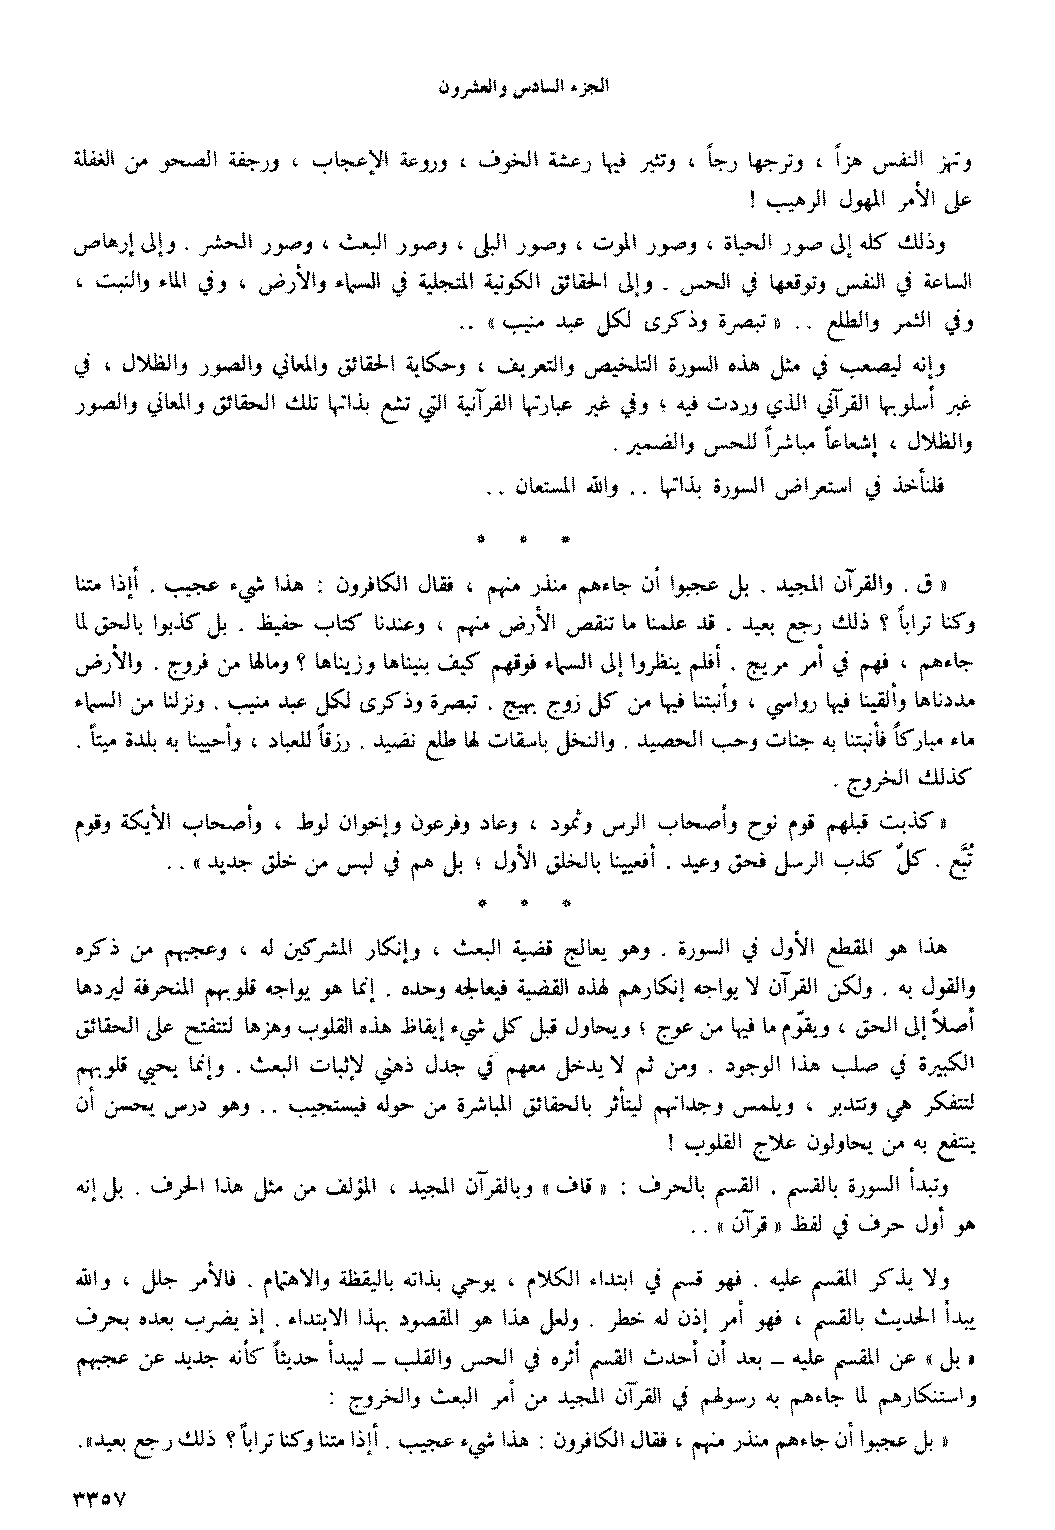 الجزء السادس والعشرون
وتهز النفس هزاً ، وترجها رجاً ، وتثير فيها رعشة الخوف ، وروعة الإعجاب ، ورجفة الصحو من الغفلة
على الأمر المهول الرهيب !
وذلك كله إلى صور الحياة ، وصور الموت ، وصور البلى ، وصور البعث ، وصور الحشر . وإلى إرهاص
الساعة في النفس وتوقعها في الحس . وإلى الحقائق الكونية المتجلية في السماء والأرض ، وفي الماء والنبت ،
وفي الثمر والطلع .. « تبصرة وذكرى لكل عبد منيب » ..
وإنه ليصعب في مثل هذه السورة التلخيص والتعريف ، وحكاية الحقائق والمعاني والصور والظلال ، في
غير أسلوبها القرآني الذي وردت فيه ؛ وفي غير عبارتها القرآنية التي تشع بذاتها تلك الحقائق والمعاني والصور
والظلال ، إشعاعاً مباشراً للحس والضمير .
فلنأخذ في استعراض السورة بذاتها .. والله المستعان ..
* * *
« ق . والقرآن المجيد . بل عجبوا أن جاءهم منذر منهم ، فقال الكافرون : هذا شيء عجيب . أإذا متنا
وكنا تراباً ؟ ذلك رجع بعيد . قد علمنا ما تنقص الأرض منهم ، وعندنا كتاب حفيظ . بل كذبوا بالحق لما
جاءهم ، فهم في أمر مريج . أفلم ينظروا إلى السماء فوقهم كيف بنيناها وزيناها ؟ ومالها من فروج . والأرض
مددناها وألقينا فيها رواسي ، وأنبتنا فيها من كل زوج بهيج . تبصرة وذكرى لكل عبد منيب . ونزلنا من السماء
ماء مباركاً فأنبتنا به جنات وحب الحصيد . والنخل باسقات لها طلع نضيد . رزقاً للعباد ، وأحيينا به بلدة ميتاً .
كذلك الخروج .
« كذبت قبلهم قوم نوح وأصحاب الرس وثمود ، وعاد وفرعون وإخوان لوط ، وأصحاب الأيكة وقوم
تُبَّع . كلٌ كذب الرسل فحق وعيد . أفعيينا بالخلق الأول ؛ بل هم في لبس من خلق جديد » ..
* * *
هذا هو المقطع الأول في السورة . وهو يعالج قضية البعث ، وإنكار المشركين له ، وعجبهم من ذكره
والقول به . ولكن القرآن لا يواجه إنكارهم لهذه القضية فيعالجه وحده . إنما هو يواجه قلوبهم المنحرفة ليردها
أصلاً إلى الحق ، ويقوّم ما فيها من عوج ؛ ويحاول قبل كل شيء إيقاظ هذه القلوب وهزها لتتفتح على الحقائق
الكبيرة في صلب هذا الوجود . ومن ثم لا يدخل معهم في جدل ذهني لإثبات البعث . وإنما يحيي قلوبهم
لتتفكر هي وتتدبر ، ويلمس وجدانهم ليتأثر بالحقائق المباشرة من حوله فيستجيب .. وهو درس يحسن أن
ينتفع به من يحاولون علاج القلوب !
وتبدأ السورة بالقسم . القسم بالحرف : « قاف » وبالقرآن المجيد ، المؤلف من مثل هذا الحرف . بل إنه
هو أول حرف في لفظ « قرآن » ..
ولا يذكر المقسم عليه . فهو قسم في ابتداء الكلام ، يوحي بذاته باليقظة والاهتمام . فالأمر جلل ، والله
يبدأ الحديث بالقسم ، فهو أمر إذن له خطر . ولعل هذا هو المقصود بهذا الابتداء . إذ يضرب بعده بحرف
« بل » عن المقسم عليه – بعد أن أحدث القسم أثره في الحس والقلب – ليبدأ حديثاً كأنه جديد عن عجبهم
واستنكارهم لما جاءهم به رسولهم في القرآن المجيد من أمر البعث والخروج :
« بل عجبوا أن جاءهم منذر منهم ، فقال الكافرون : هذا شيء عجيب . أإذا متنا وكنا تراباً ؟ ذلك رجع بعيد».
٣٣٥٧